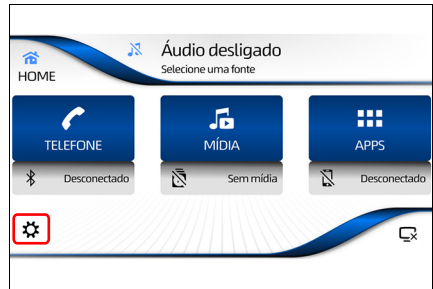 Áudio desligado
Selecione uma fonte
HOME
TELEFONE
MÍDIA
APPS
Desconectado
Sem mídia
Desconectado